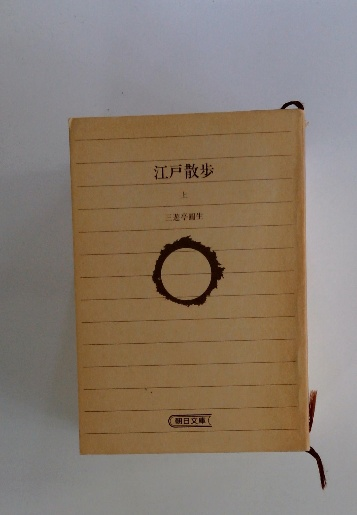 江戸散歩
上
三遊亭圓生
朝日文庫